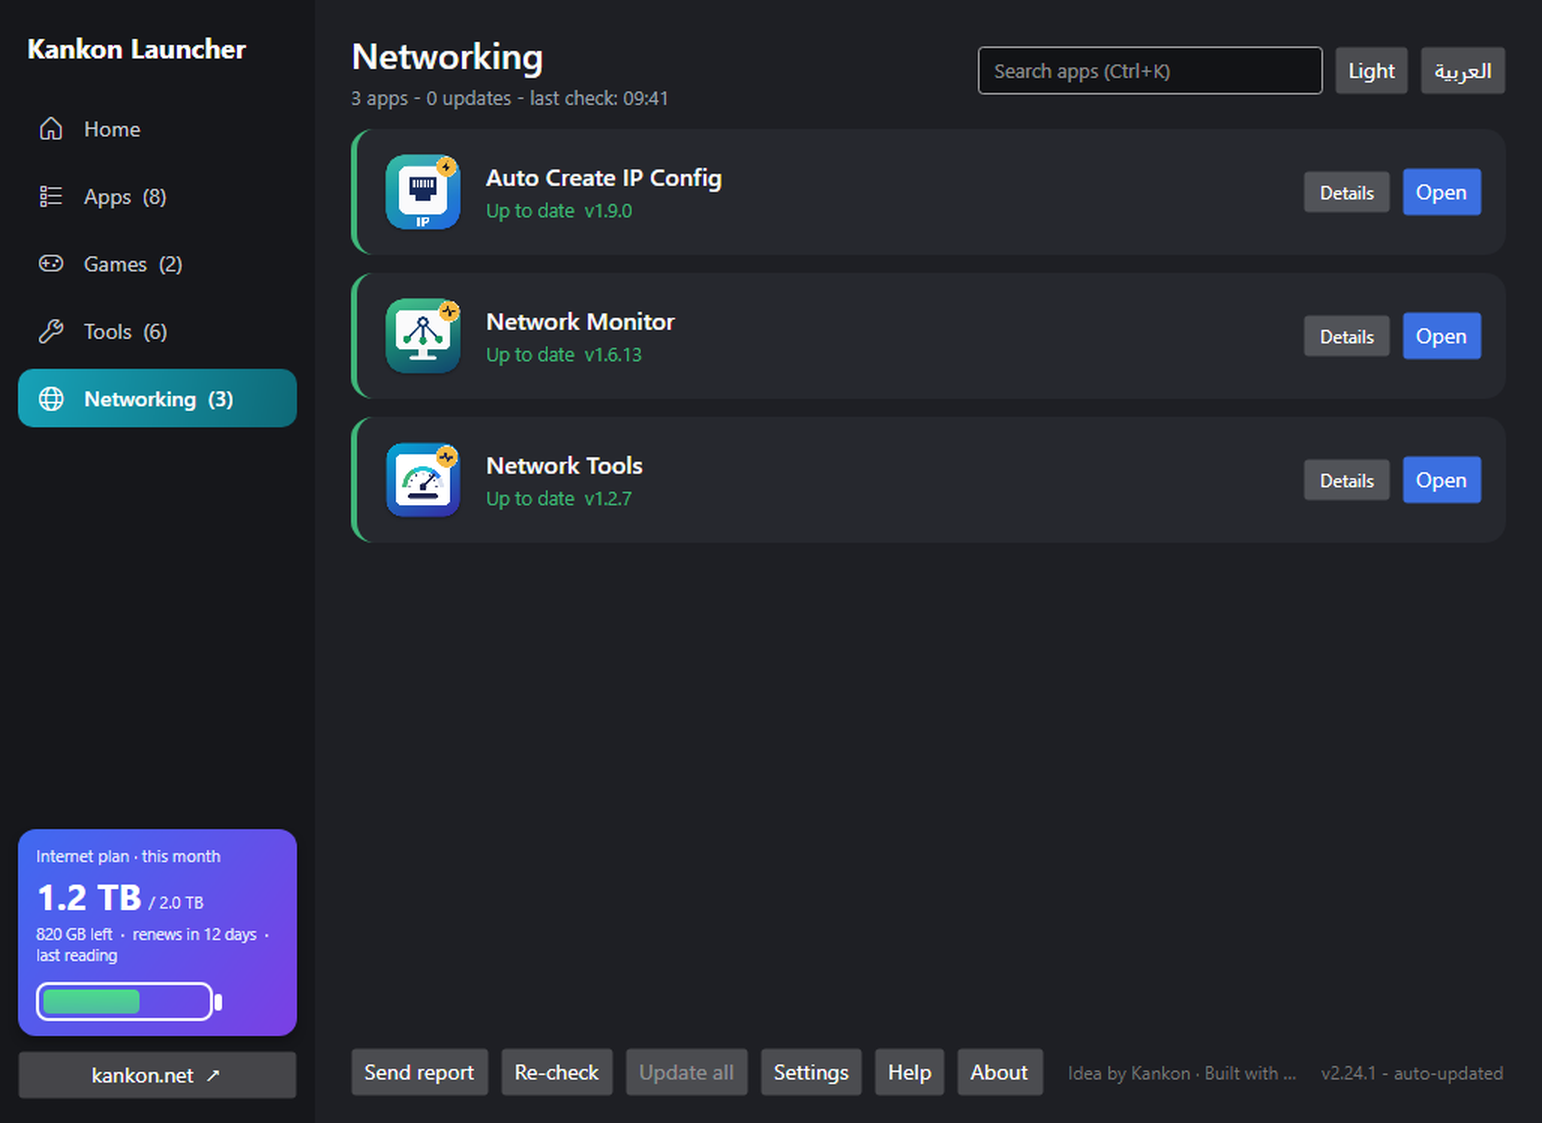 Kankon Launcher
Home
Apps (8)
Games (2)
Tools (6)
Networking (3)
Internet plan · this month
1.2 TB / 2.0 TB
820 GB left · renews in 12 days ·
last reading
kankon.net ↗
Networking
3 apps - 0 updates - last check: 09:41
Search apps (Ctrl+K)
Light
العربية
IP
Auto Create IP Config
Up to date v1.9.0
Details
Open
Network Monitor
Up to date v1.6.13
Details
Open
Network Tools
Up to date v1.2.7
Details
Open
Send report
Re-check
Update all
Settings
Help
About
Idea by Kankon · Built with ...
v2.24.1 - auto-updated